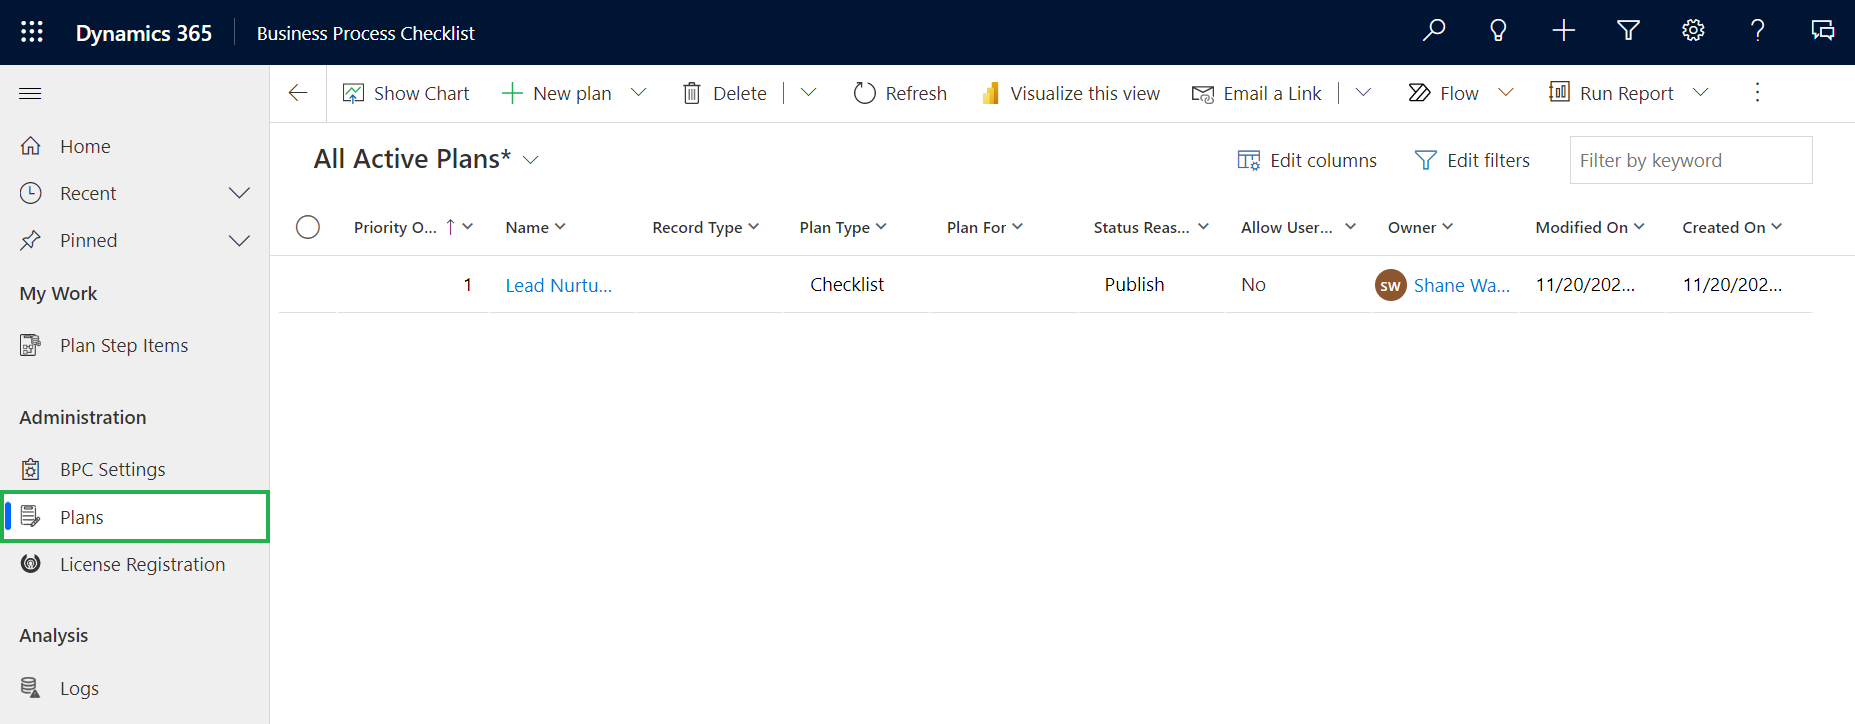 Dynamics 365 Business Process Checklist
Show Chart New plan Delete Refresh Visualize this view Email a Link Flow Run Report
Home
Recent
Pinned
My Work
Plan Step Items
Administration
BPC Settings
Plans
License Registration
Analysis
Logs
All Active Plans* Edit columns Edit filters Filter by keyword
Priority O... Name Record Type Plan Type Plan For Status Reas... Allow User... Owner Modified On Created On
1 Lead Nurtu... Checklist Publish No SW Shane Wa... 11/20/202... 11/20/202...